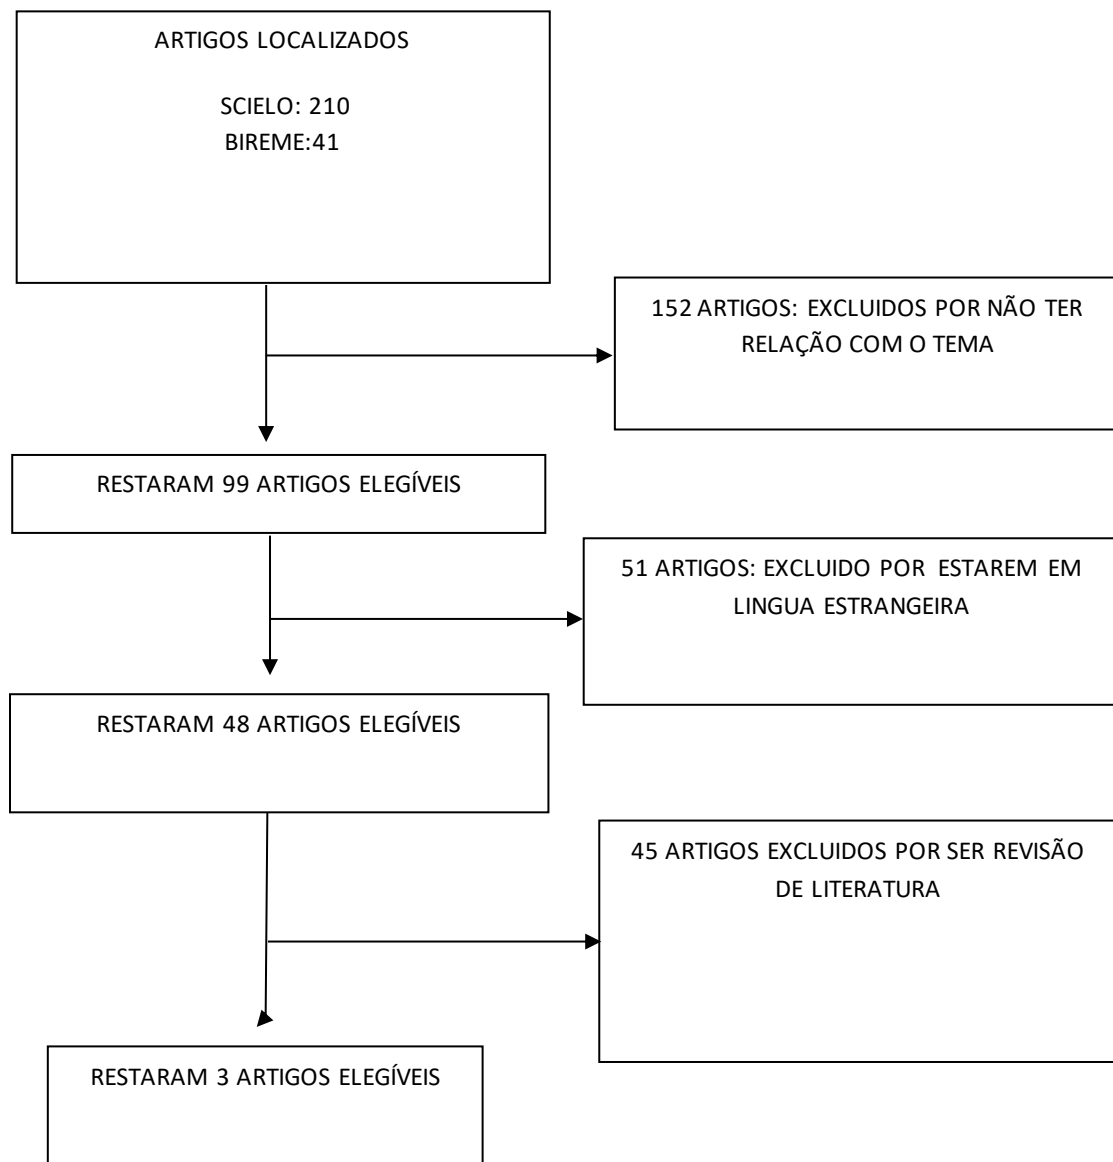 ARTIGOS LOCALIZADOS
SCIELO: 210
BIREME:41
152 ARTIGOS: EXCLUIDOS POR NÃO TER
RELAÇÃO COM O TEMA
RESTARAM 99 ARTIGOS ELEGÍVEIS
51 ARTIGOS: EXCLUIDO POR ESTAREM EM
LINGUA ESTRANGEIRA
RESTARAM 48 ARTIGOS ELEGÍVEIS
45 ARTIGOS EXCLUIDOS POR SER REVISÃO
DE LITERATURA
RESTARAM 3 ARTIGOS ELEGÍVEIS